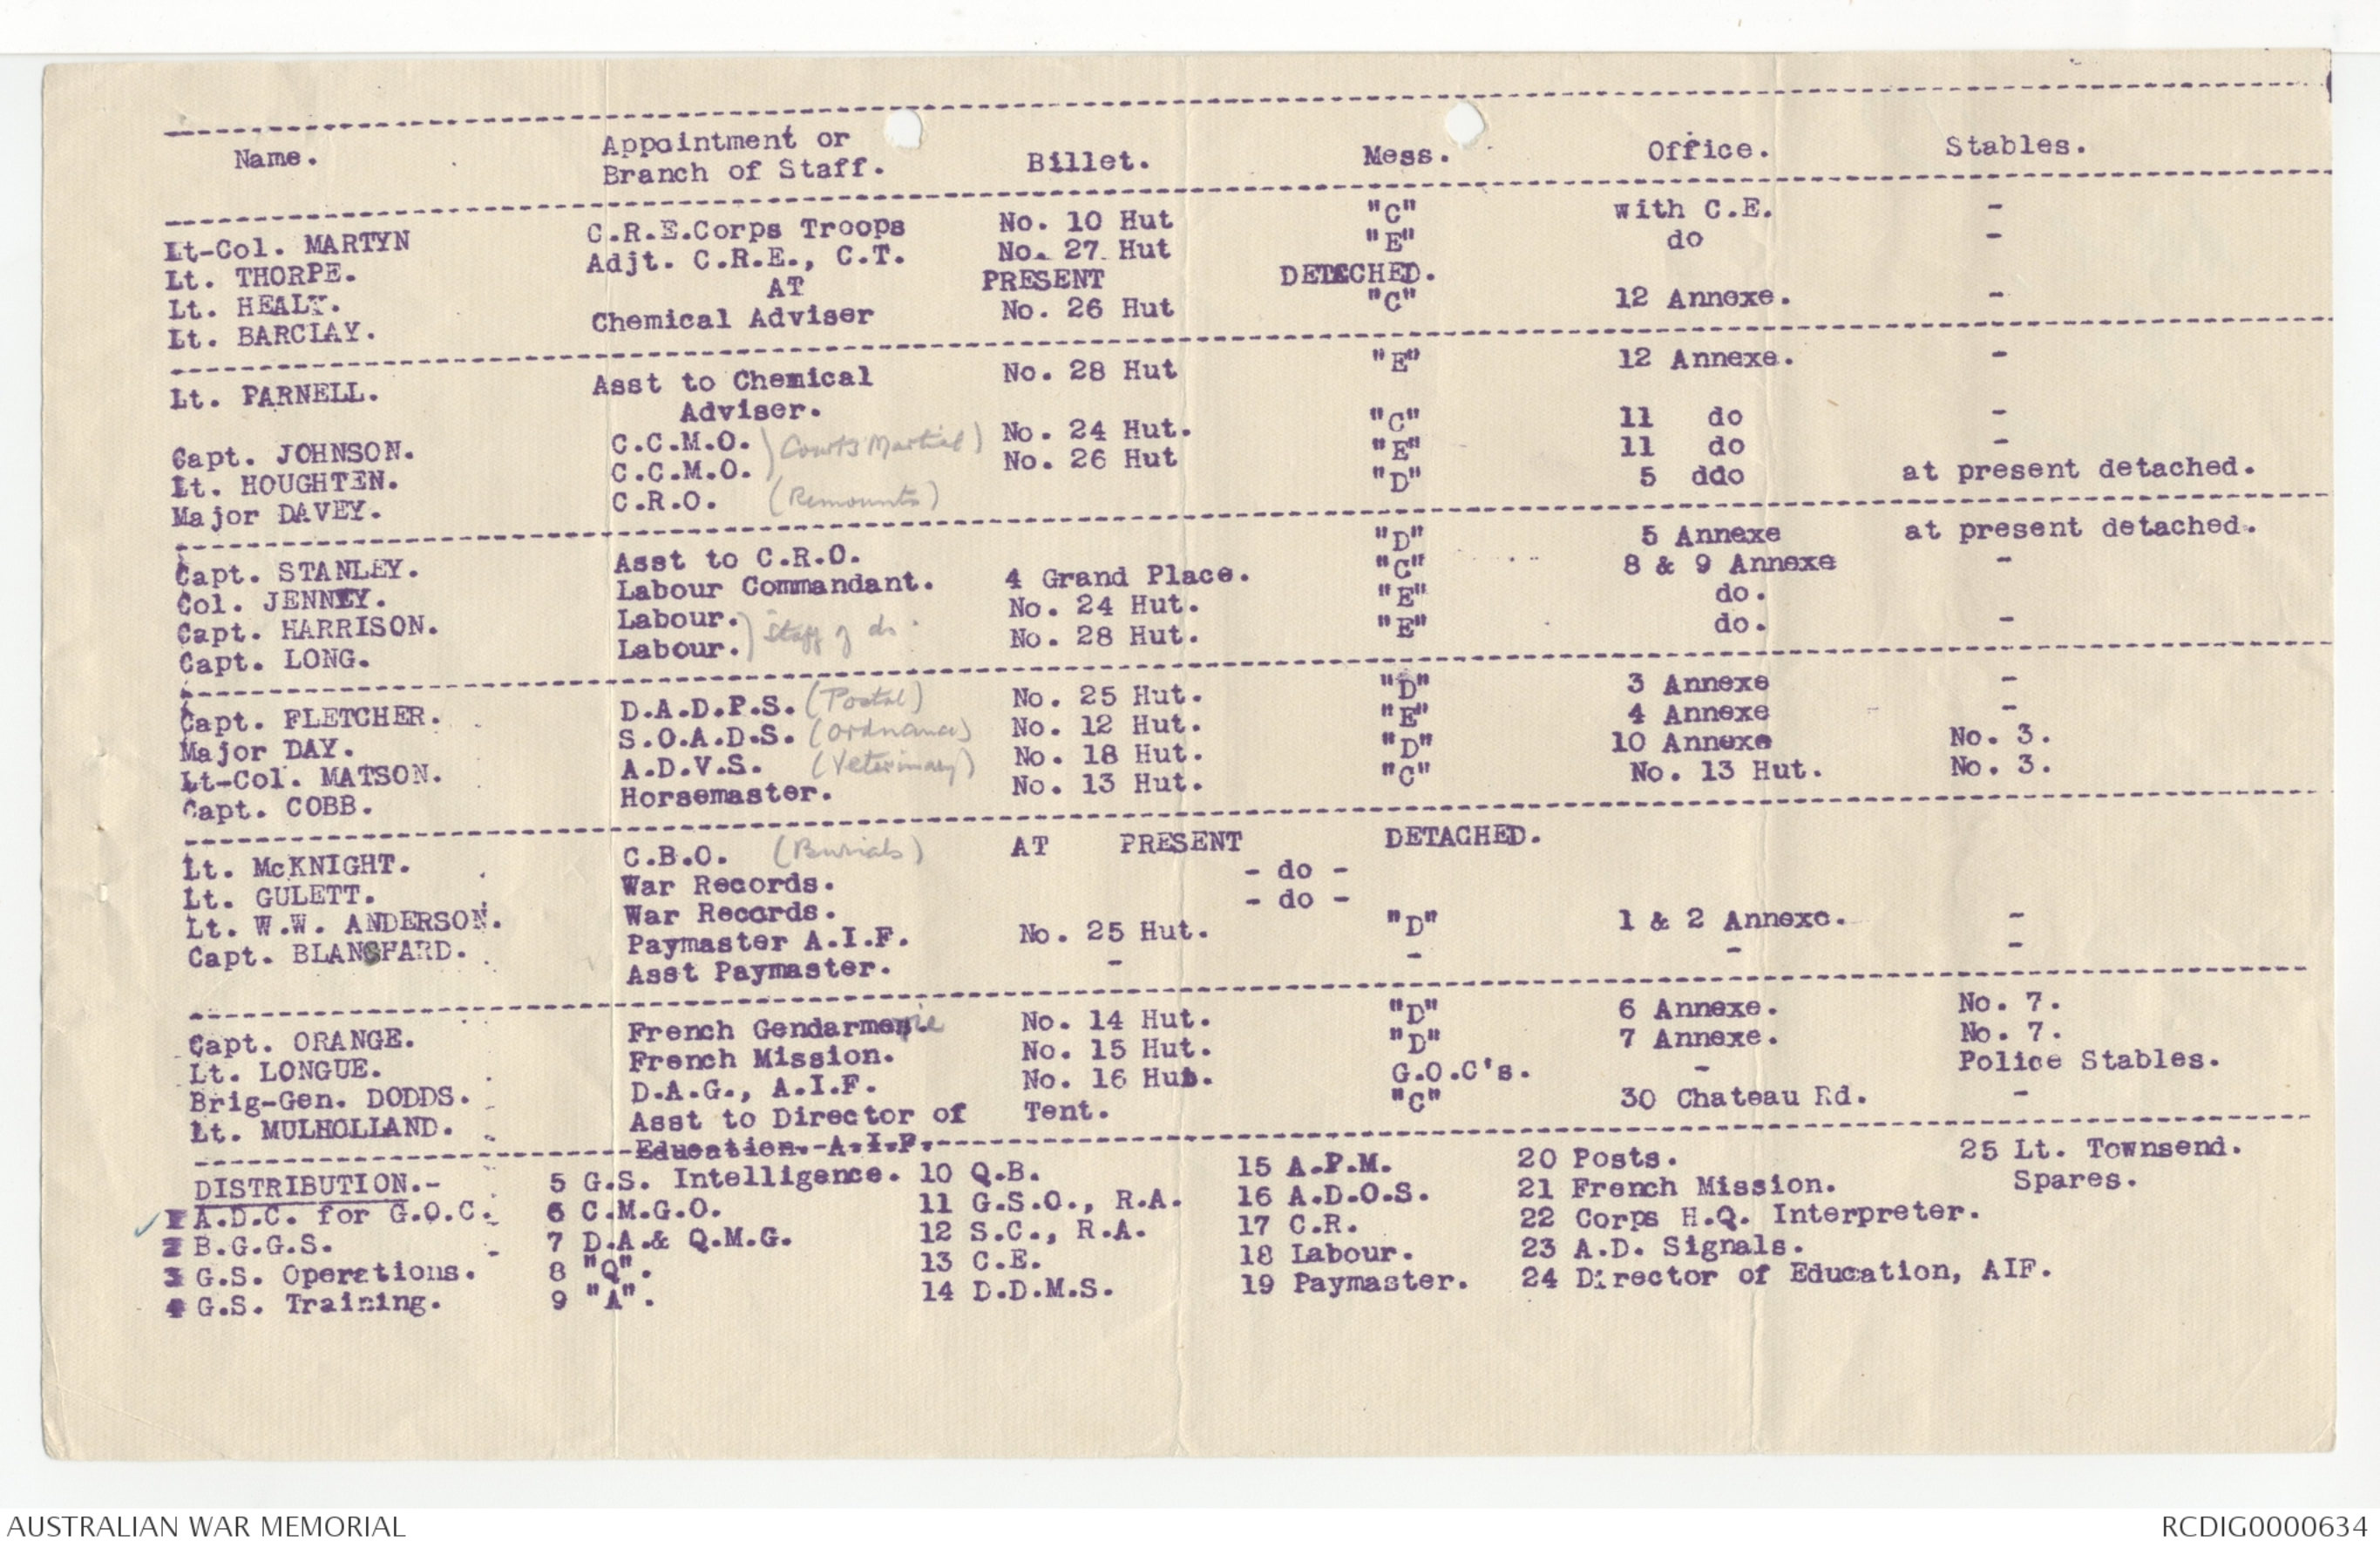 Name. Appointment or Branch of Staff. Billet. Mess. Office. Stables.
Lt-Col. MARTYN C.R.E.Corps Troops No. 10 Hut "C" with C.E. -
Lt. THORPE. Adjt. C.R.E., C.T. No. 27 Hut "E" do -
Lt. HEALY. AT PRESENT DETACHED.
Lt. BARCLAY. Chemical Adviser No. 26 Hut "C" 12 Annexe. -
Lt. PARNELL. Asst to Chemical Adviser. No. 28 Hut "E" 12 Annexe. -
Capt. JOHNSON. C.C.M.O. ) (Courts Martial) No. 24 Hut. "C" 11 do -
Lt. HOUGHTEN. C.C.M.O. ) No. 26 Hut "E" 11 do -
Major DAVEY. C.R.O. (Remounts) "D" 5 ddo at present detached.
Capt. STANLEY. Asst to C.R.O. "D" 5 Annexe at present detached.
Col. JENNEY. Labour Commandant. 4 Grand Place. "C" 8 & 9 Annexe -
Capt. HARRISON. Labour. ) Staff of do. No. 24 Hut. "E" do.
Capt. LONG. Labour. ) No. 28 Hut. "E" do. -
Capt. FLETCHER. D.A.D.P.S. (Postal) No. 25 Hut. "D" 3 Annexe -
Major DAY. S.O.A.D.S. (Ordnance) No. 12 Hut. "E" 4 Annexe -
Lt-Col. MATSON. A.D.V.S. (Veterinary) No. 18 Hut. "D" 10 Annexe No. 3.
Capt. COBB. Horsemaster. No. 13 Hut. "C" No. 13 Hut. No. 3.
Lt. McKNIGHT. C.B.O. (Burials) AT PRESENT DETACHED.
Lt. GULETT. War Records. - do -
Lt. W.W. ANDERSON. War Records. - do -
Capt. BLANCHARD. Paymaster A.I.F. No. 25 Hut. "D" 1 & 2 Annexe. -
Asst Paymaster. - - - -
Capt. ORANGE. French Gendarmerie No. 14 Hut. "D" 6 Annexe. No. 7.
Lt. LONGUE. French Mission. No. 15 Hut. "D" 7 Annexe. No. 7.
Brig-Gen. DODDS. D.A.G., A.I.F. No. 16 Hut. G.O.C's. - Police Stables.
Lt. MULHOLLAND. Asst to Director of Education. A.I.F. Tent. "C" 30 Chateau Rd. -
DISTRIBUTION.- 5 G.S. Intelligence. 10 Q.B. 15 A.P.M. 20 Posts. 25 Lt. Townsend.
1 A.D.C. for G.O.C. 6 C.M.G.O. 11 G.S.O., R.A. 16 A.D.O.S. 21 French Mission. Spares.
2 B.G.G.S. 7 D.A.& Q.M.G. 12 S.C., R.A. 17 C.R. 22 Corps H.Q. Interpreter.
3 G.S. Operations. 8 "Q". 13 C.E. 18 Labour. 23 A.D. Signals.
4 G.S. Training. 9 "A". 14 D.D.M.S. 19 Paymaster. 24 Director of Education, AIF.
AUSTRALIAN WAR MEMORIAL RCDIG0000634